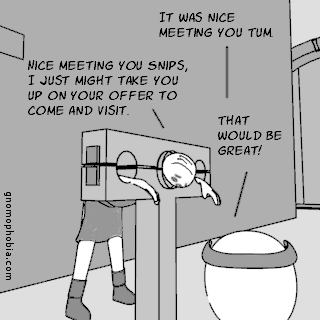 IT WAS NICE
MEETING YOU TUM.
NICE MEETING YOU SNIPS,
I JUST MIGHT TAKE YOU
UP ON YOUR OFFER TO
COME AND VISIT.
THAT
WOULD BE
GREAT!
gnomophobia.com